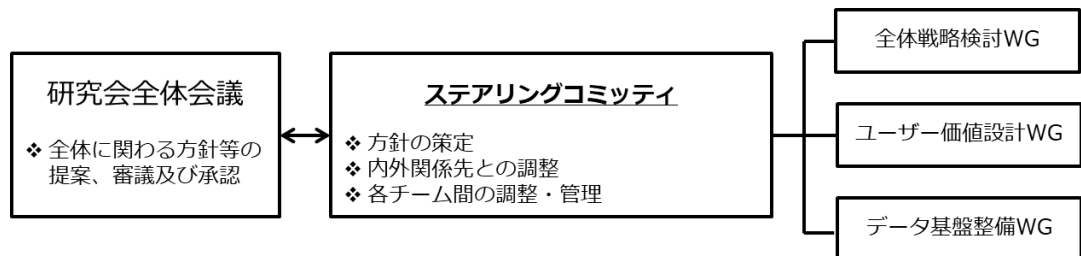 研究会全体会議
❖ 全体に関わる方針等の
提案、審議及び承認
ステアリングコミッティ
❖ 方針の策定
❖ 内外関係先との調整
❖ 各チーム間の調整・管理
全体戦略検討WG
ユーザー価値設計WG
データ基盤整備WG